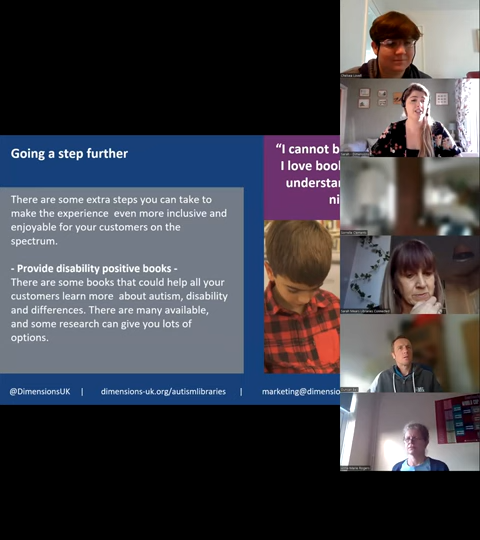 Going a step further
There are some extra steps you can take to
make the experience even more inclusive and
enjoyable for your customers on the
spectrum.
- Provide disability positive books -
There are some books that could help all your
customers learn more about autism, disability
and differences. There are many available,
and some research can give you lots of
options.
“I cannot b
I love boo
understa
ni
@DimensionsUK | dimensions-uk.org/autismlibraries | marketing@dimensio